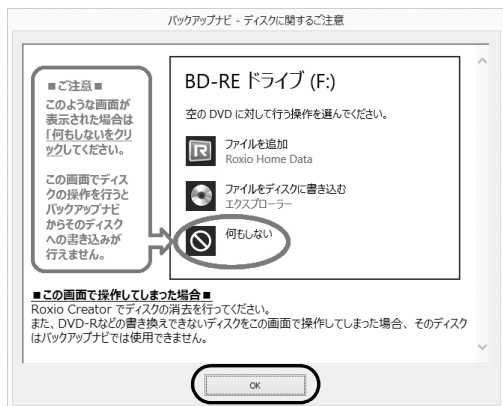 バックアップナビ - ディスクに関するご注意
■ご注意■
このような画面が
表示された場合は
「何もしないをクリ
ックしてください。
この画面でディス
クの操作を行うと
バックアップナビ
からそのディスク
への書き込みが
行えません。
BD-RE ドライブ (F:)
空の DVD に対して行う操作を選んでください。
ファイルを追加
Roxio Home Data
ファイルをディスクに書き込む
エクスプローラー
何もしない
■この画面で操作してしまった場合■
Roxio Creator でディスクの消去を行ってください。
また、DVD-Rなどの書き換えできないディスクをこの画面で操作してしまった場合、そのディスク
はバックアップナビでは使用できません。
OK